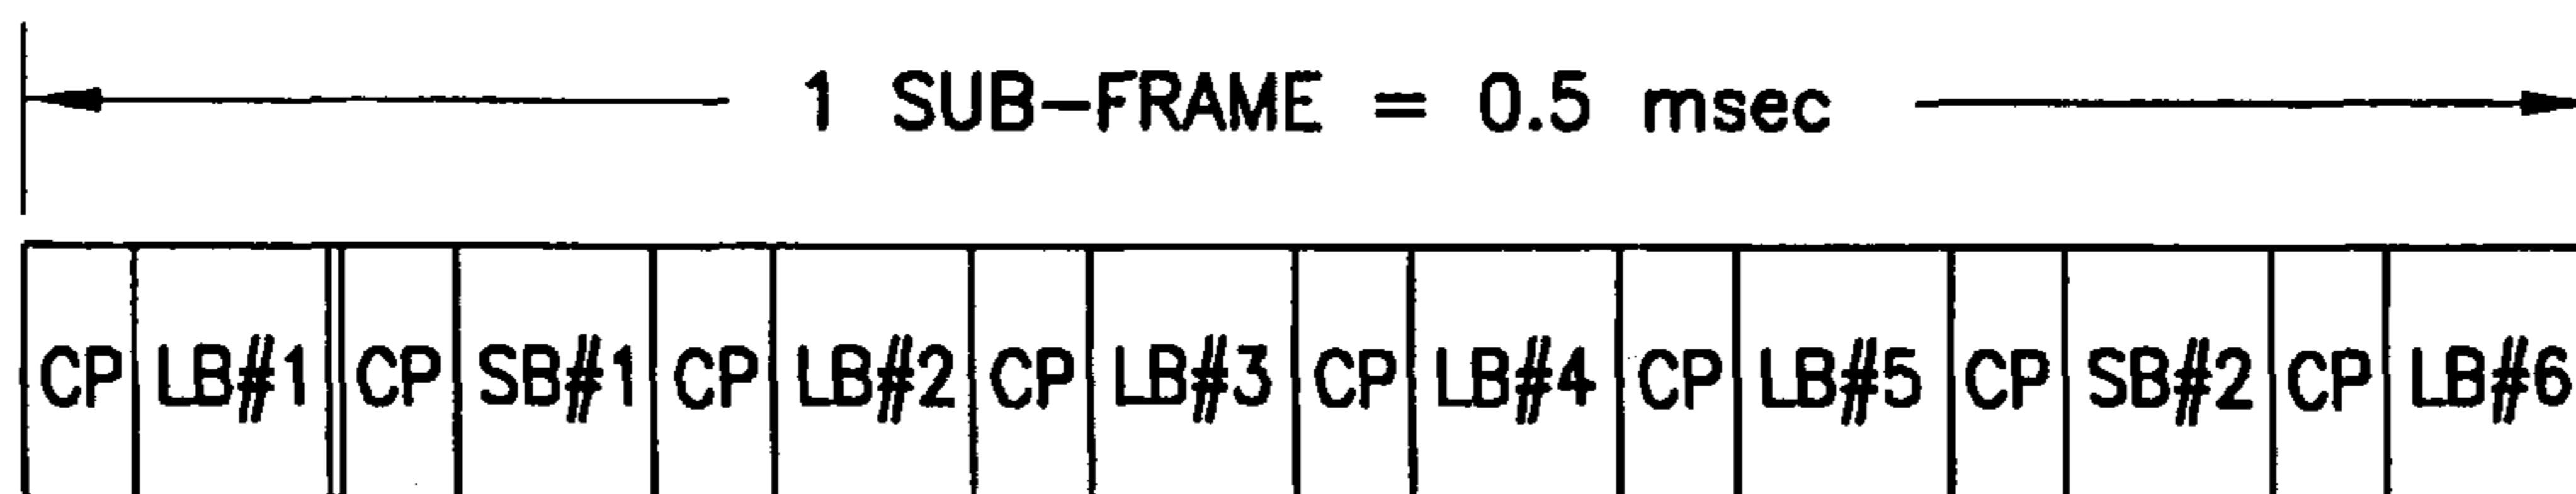 1 SUB-FRAME = 0.5 msec
CP LB#1 CP SB#1 CP LB#2 CP LB#3 CP LB#4 CP LB#5 CP SB#2 CP LB#6